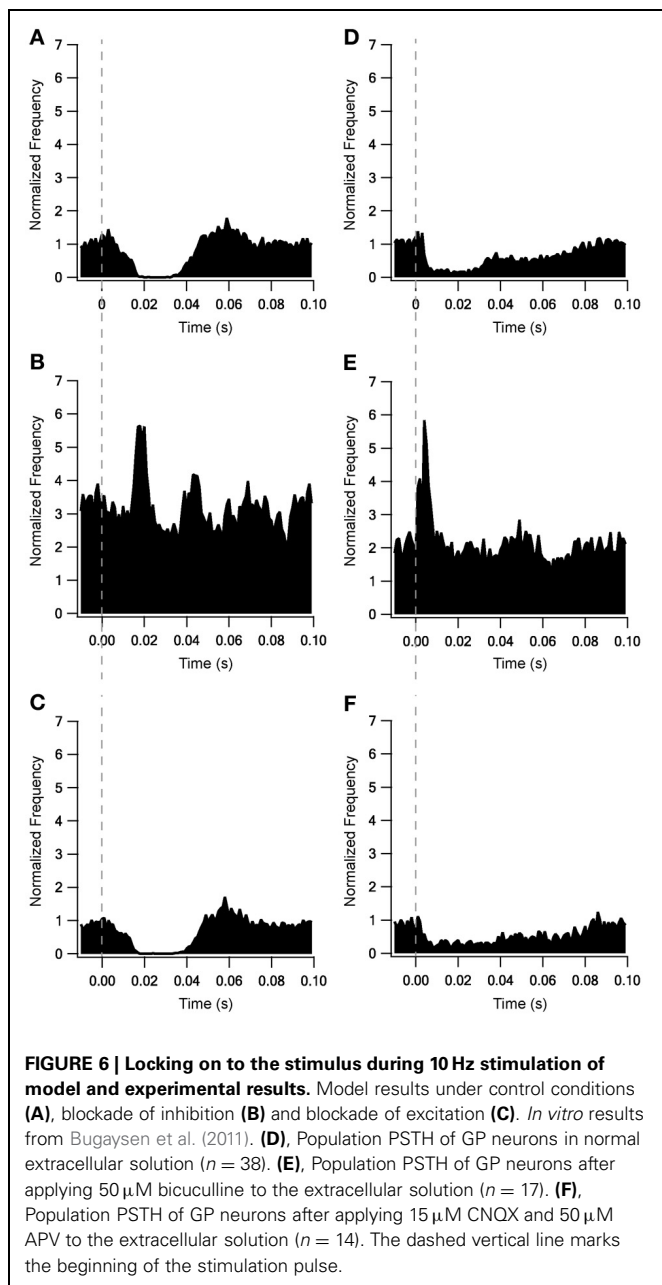 A
7
6
5
4
3
2
1
0
Normalized Frequency
0 0.02 0.04 0.06 0.08 0.10
Time (s)
D
7
6
5
4
3
2
1
0
Normalized Frequency
0 0.02 0.04 0.06 0.08 0.10
Time (s)
B
7
6
5
4
3
2
1
0
Normalized Frequency
0.00 0.02 0.04 0.06 0.08 0.10
Time (s)
E
7
6
5
4
3
2
1
0
Normalized Frequency
0.00 0.02 0.04 0.06 0.08 0.10
Time (s)
C
7
6
5
4
3
2
1
0
Normalized Frequency
0.00 0.02 0.04 0.06 0.08 0.10
Time (s)
F
7
6
5
4
3
2
1
0
Normalized Frequency
0.00 0.02 0.04 0.06 0.08 0.10
Time (s)
FIGURE 6 | Locking on to the stimulus during 10 Hz stimulation of
model and experimental results. Model results under control conditions
(A), blockade of inhibition (B) and blockade of excitation (C). In vitro results
from Bugaysen et al. (2011). (D), Population PSTH of GP neurons in normal
extracellular solution (n = 38). (E), Population PSTH of GP neurons after
applying 50 μM bicuculline to the extracellular solution (n = 17). (F),
Population PSTH of GP neurons after applying 15 μM CNQX and 50 μM
APV to the extracellular solution (n = 14). The dashed vertical line marks
the beginning of the stimulation pulse.